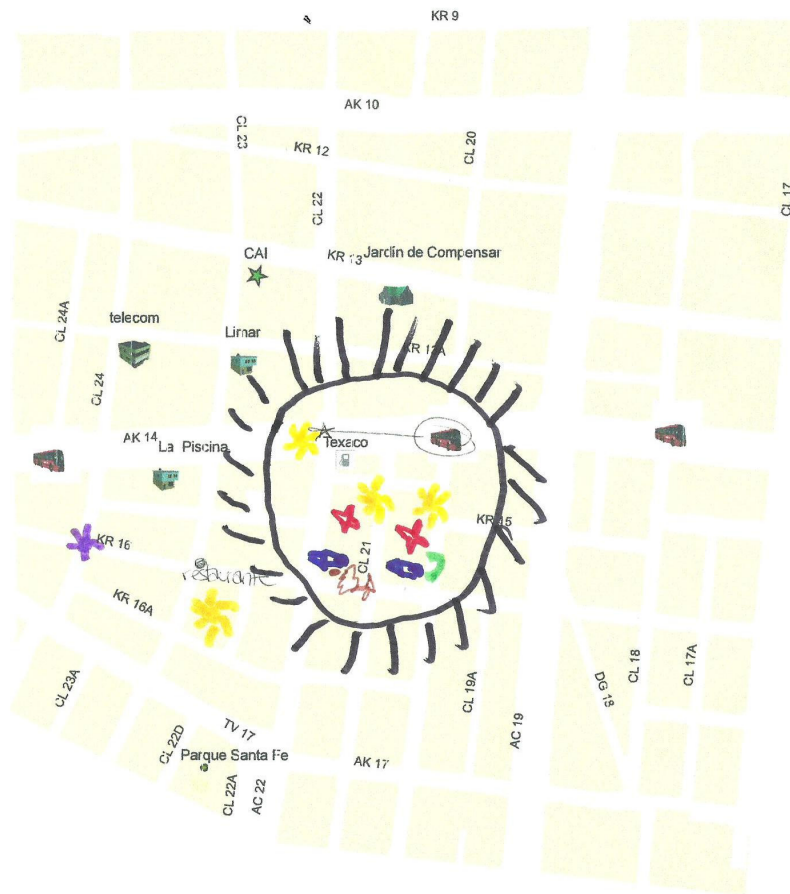 KR 9
AK 10
CL 23
KR 12
CL 20
CL 22
CL 17
CAI
KR 13
Jardín de Compensar
CL 24A
telecom
Limar
KR 13A
CL 24
AK 14
La Piscina
Texaco
KR 15
KR 16
CL 21
restaurante
KR 16A
CL 23A
CL 19A
DG 18
CL 18
CL 17A
AC 19
TV 17
CL 22D
Parque Santa Fe
AK 17
CL 22A
AC 22